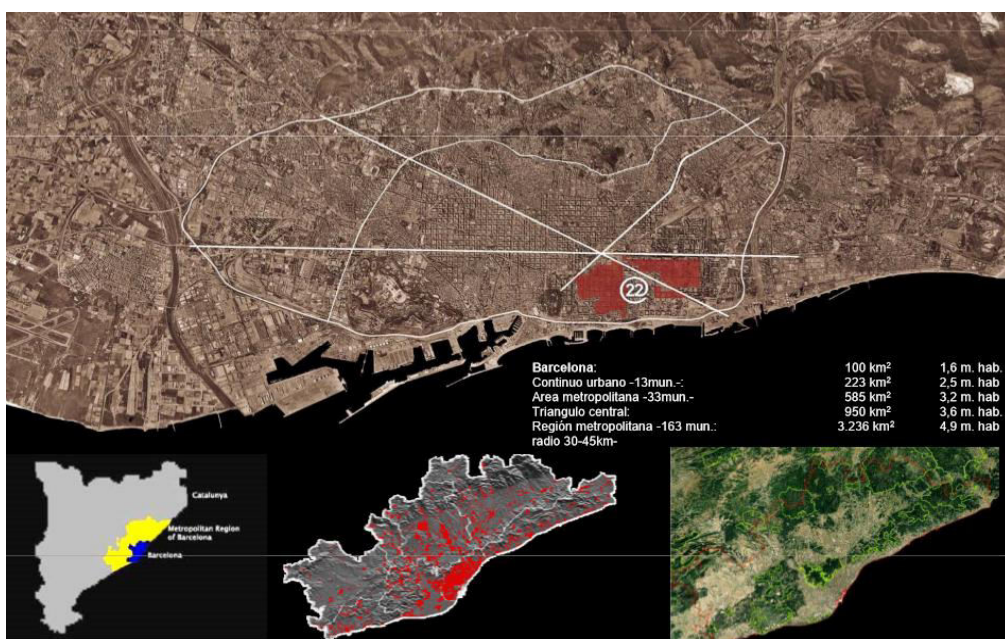 22
Barcelona: 100 km² 1,6 m. hab.
Continuo urbano -13mun.-: 223 km² 2,5 m. hab
Area metropolitana -33mun.- 585 km² 3,2 m. hab
Triangulo central: 950 km² 3,6 m. hab
Región metropolitana -163 mun.: 3.236 km² 4,9 m. hab
radio 30-45km-
Catalunya
Metropolitan Region
of Barcelona
Barcelona